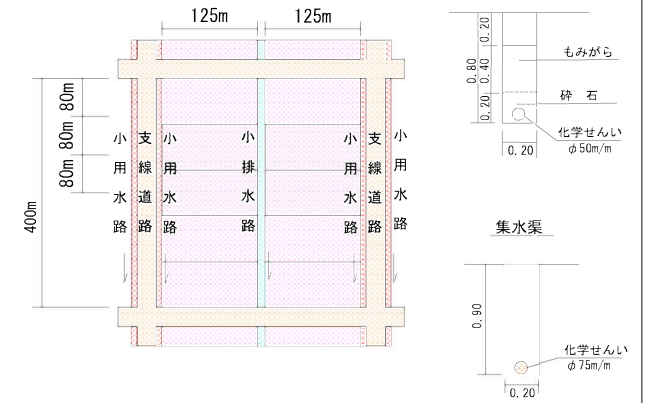 125m
125m
80m
80m
80m
400m
小用水路
支線道路
小用水路
小排水路
小用水路
支線道路
小用水路
0.20
0.80
0.40
0.20
もみがら
砕 石
化学せんい
φ50m/m
0.20
集水渠
0.90
化学せんい
φ75m/m
0.20